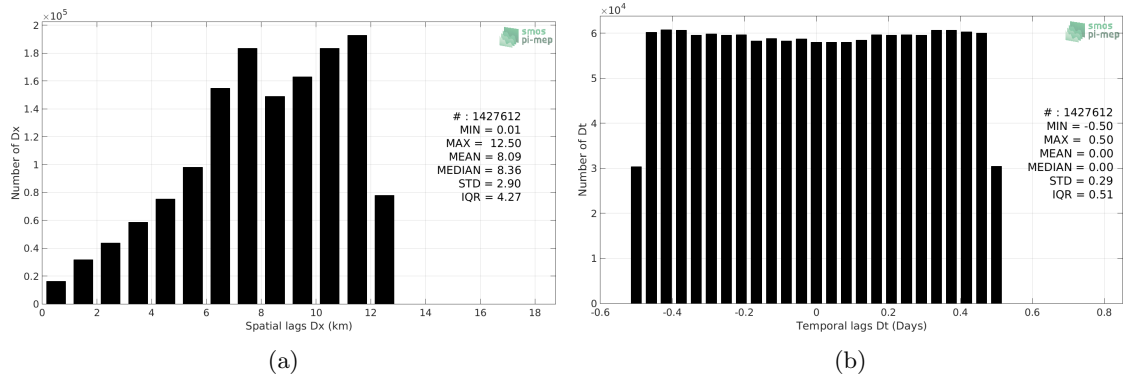 ×10^5
2
1.8
1.6
1.4
1.2
1
0.8
0.6
0.4
0.2
0
0 2 4 6 8 10 12 14 16 18
Number of Dx
Spatial lags Dx (km)
smos
pi-mep
# : 1427612
MIN = 0.01
MAX = 12.50
MEAN = 8.09
MEDIAN = 8.36
STD = 2.90
IQR = 4.27
(a)
×10^4
6
5
4
3
2
1
0
-0.6 -0.4 -0.2 0 0.2 0.4 0.6 0.8
Number of Dt
Temporal lags Dt (Days)
smos
pi-mep
# : 1427612
MIN = -0.50
MAX = 0.50
MEAN = 0.00
MEDIAN = 0.00
STD = 0.29
IQR = 0.51
(b)